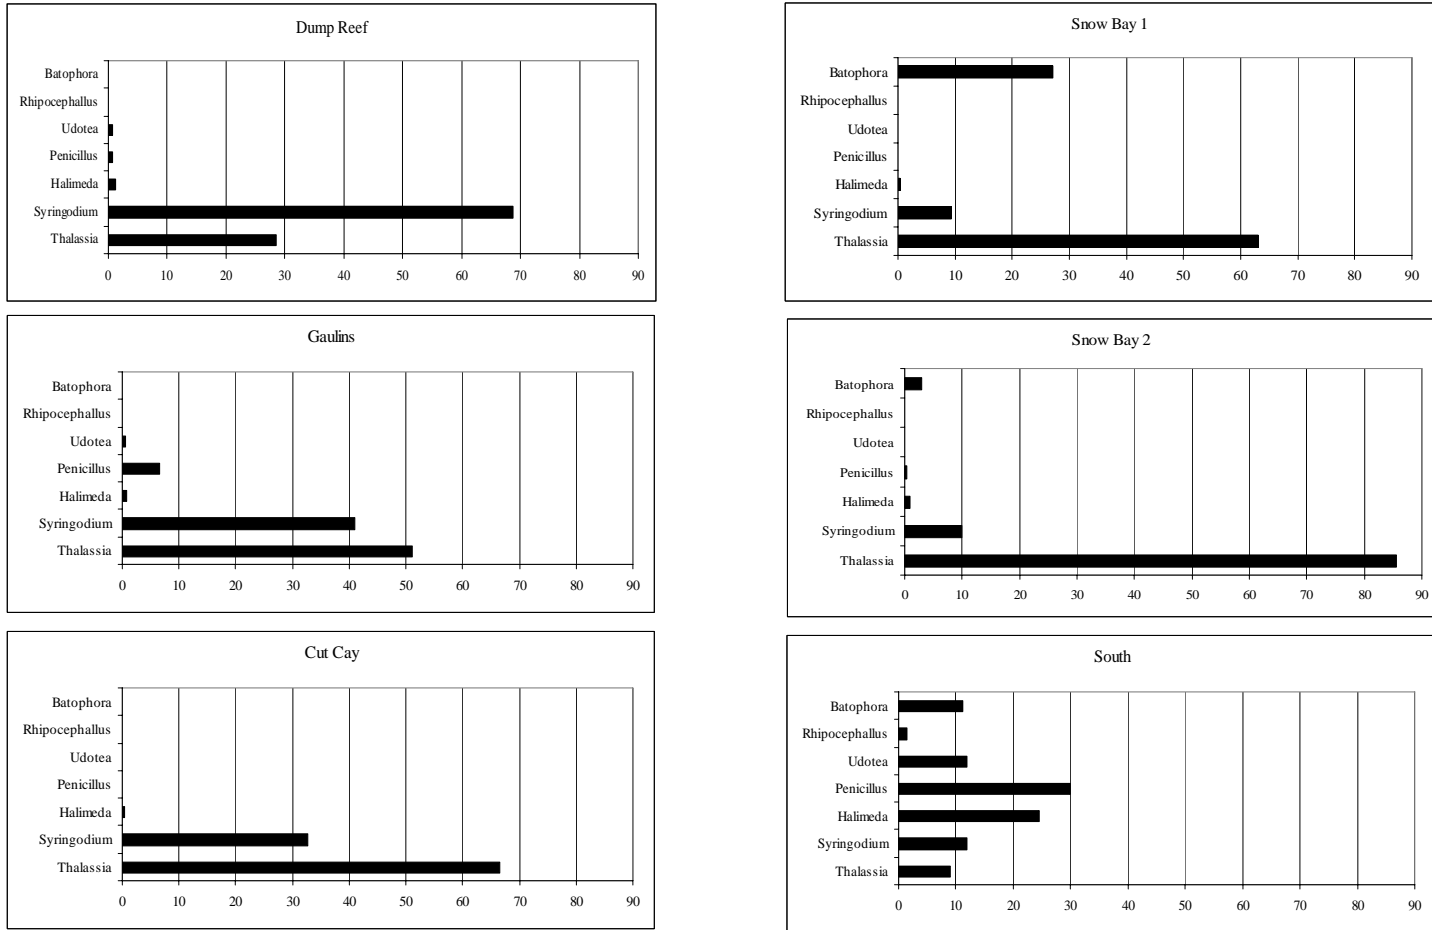 Dump Reef
Batophora
Rhipocephallus
Udotea
Penicillus
Halimeda
Syringodium
Thalassia
0 10 20 30 40 50 60 70 80 90
Snow Bay 1
Batophora
Rhipocephallus
Udotea
Penicillus
Halimeda
Syringodium
Thalassia
0 10 20 30 40 50 60 70 80 90
Gaulins
Batophora
Rhipocephallus
Udotea
Penicillus
Halimeda
Syringodium
Thalassia
0 10 20 30 40 50 60 70 80 90
Snow Bay 2
Batophora
Rhipocephallus
Udotea
Penicillus
Halimeda
Syringodium
Thalassia
0 10 20 30 40 50 60 70 80 90
Cut Cay
Batophora
Rhipocephallus
Udotea
Penicillus
Halimeda
Syringodium
Thalassia
0 10 20 30 40 50 60 70 80 90
South
Batophora
Rhipocephallus
Udotea
Penicillus
Halimeda
Syringodium
Thalassia
0 10 20 30 40 50 60 70 80 90